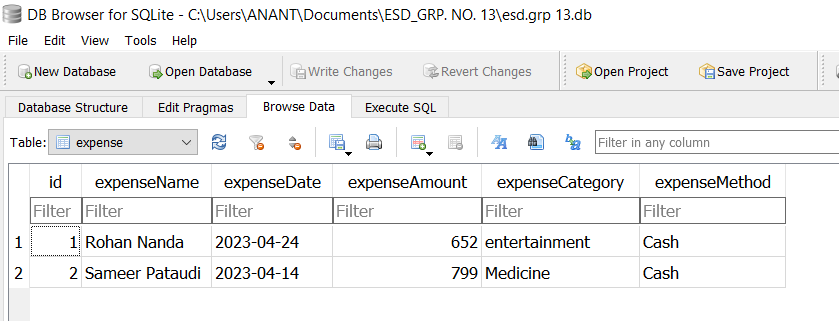 DB Browser for SQLite - C:\Users\ANANT\Documents\ESD_GRP. NO. 13\esd.grp 13.db
File Edit View Tools Help
New Database Open Database Write Changes Revert Changes Open Project Save Project
Database Structure Edit Pragmas Browse Data Execute SQL
Table: expense Filter in any column
id expenseName expenseDate expenseAmount expenseCategory expenseMethod
Filter Filter Filter Filter Filter Filter
1 1 Rohan Nanda 2023-04-24 652 entertainment Cash
2 2 Sameer Pataudi 2023-04-14 799 Medicine Cash